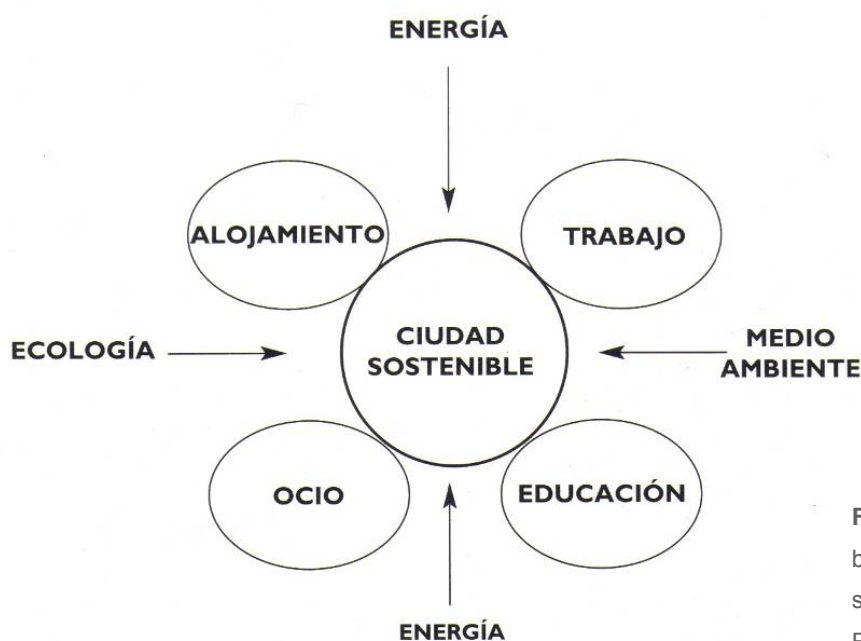 ENERGÍA
ALOJAMIENTO
TRABAJO
ECOLOGÍA
CIUDAD
SOSTENIBLE
MEDIO
AMBIENTE
OCIO
EDUCACIÓN
ENERGÍA